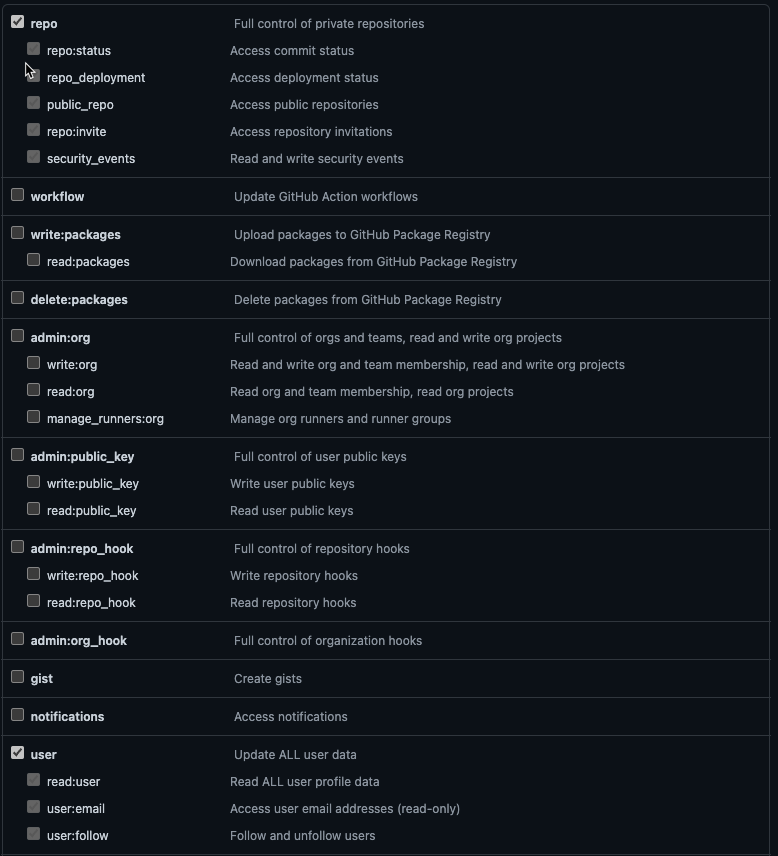 repo Full control of private repositories
repo:status Access commit status
repo_deployment Access deployment status
public_repo Access public repositories
repo:invite Access repository invitations
security_events Read and write security events
workflow Update GitHub Action workflows
write:packages Upload packages to GitHub Package Registry
read:packages Download packages from GitHub Package Registry
delete:packages Delete packages from GitHub Package Registry
admin:org Full control of orgs and teams, read and write org projects
write:org Read and write org and team membership, read and write org projects
read:org Read org and team membership, read org projects
manage_runners:org Manage org runners and runner groups
admin:public_key Full control of user public keys
write:public_key Write user public keys
read:public_key Read user public keys
admin:repo_hook Full control of repository hooks
write:repo_hook Write repository hooks
read:repo_hook Read repository hooks
admin:org_hook Full control of organization hooks
gist Create gists
notifications Access notifications
user Update ALL user data
read:user Read ALL user profile data
user:email Access user email addresses (read-only)
user:follow Follow and unfollow users